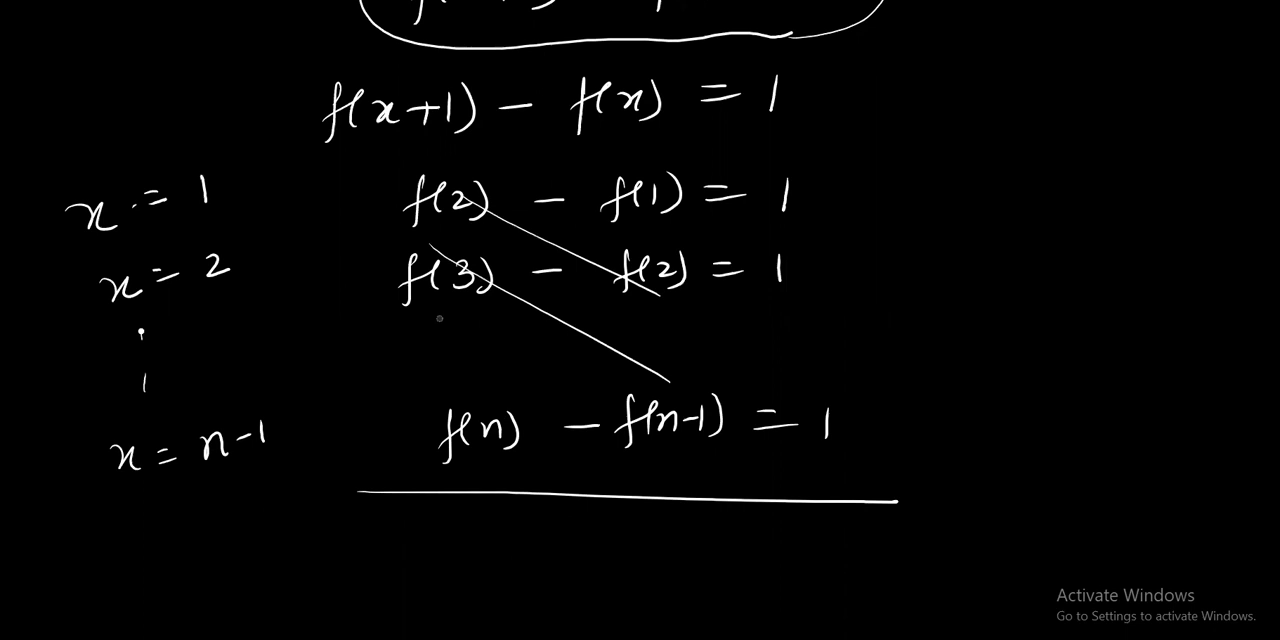 f(x+1) - f(x) = 1
x = 1 f(2) - f(1) = 1
x = 2 f(3) - f(2) = 1
x = n-1 f(n) - f(n-1) = 1
Activate Windows
Go to Settings to activate Windows.